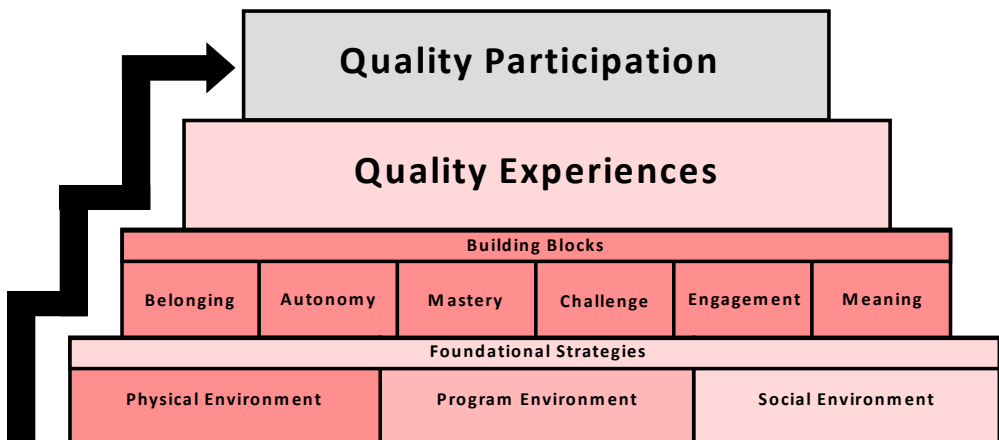 Quality Participation
Quality Experiences
Building Blocks
Belonging Autonomy Mastery Challenge Engagement Meaning
Foundational Strategies
Physical Environment Program Environment Social Environment